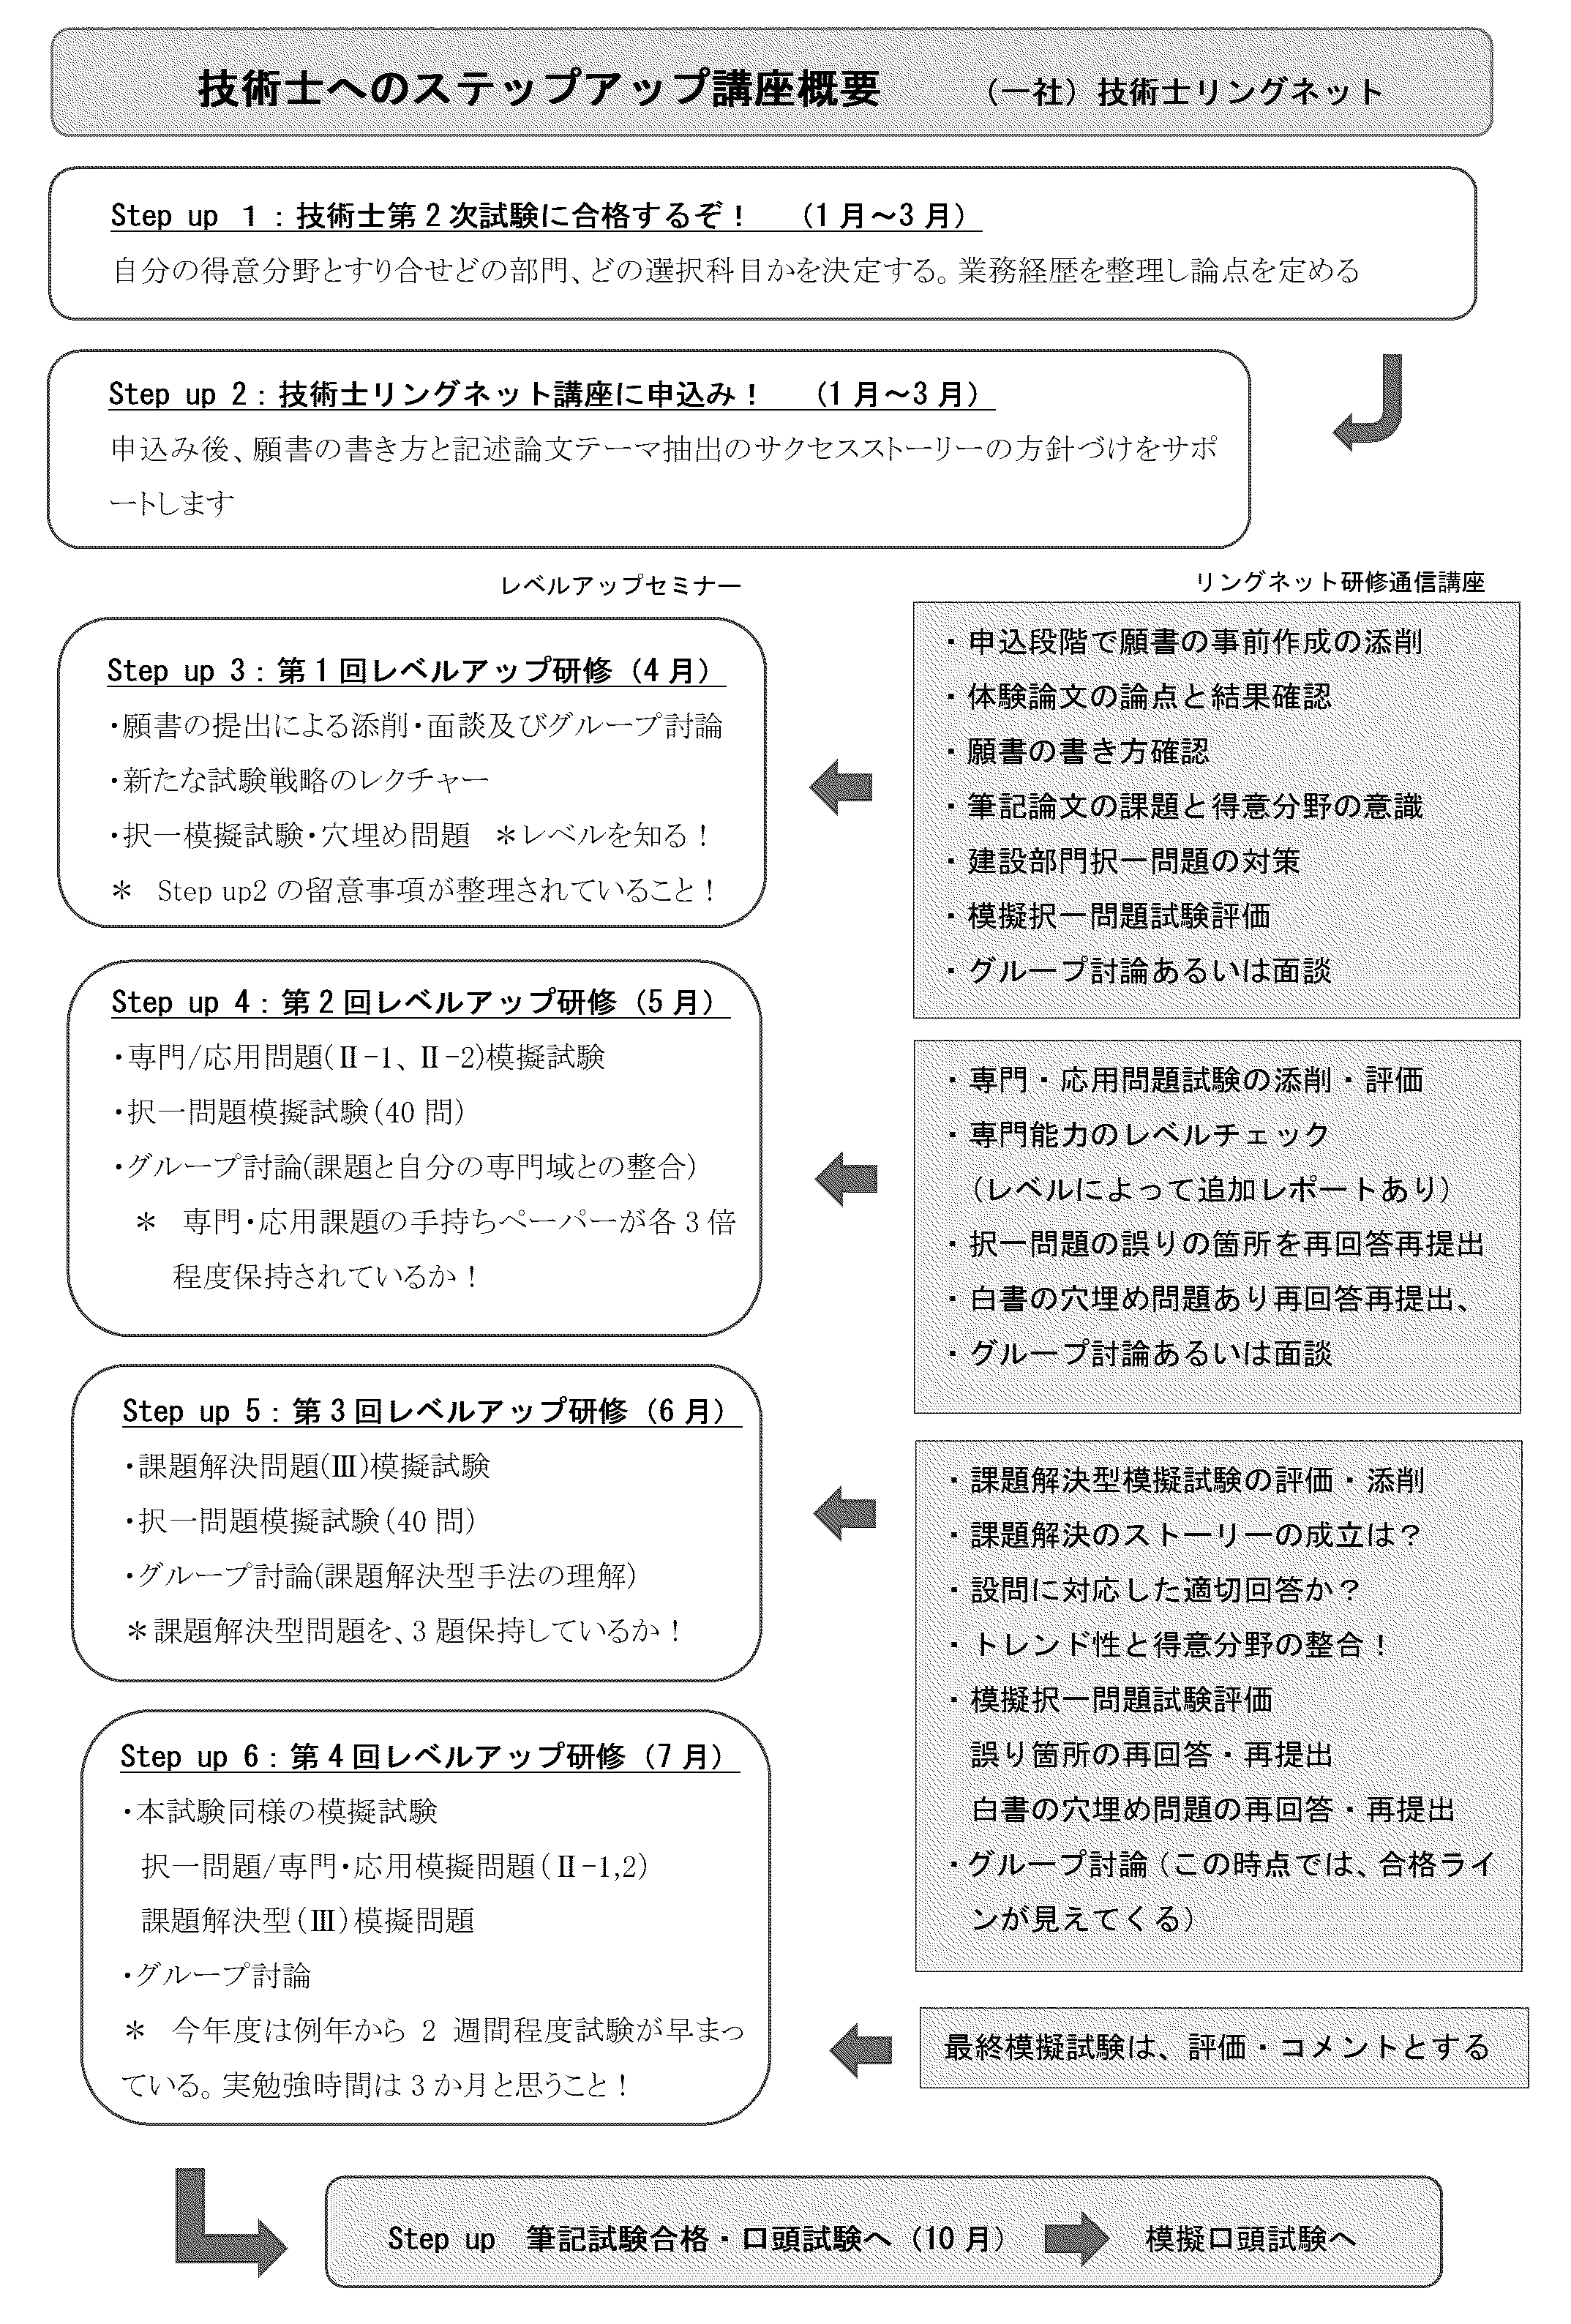 技術士へのステップアップ講座概要　　（一社）技術士リングネット
Step up １：技術士第２次試験に合格するぞ！　（1 月～3 月）
自分の得意分野とすり合せどの部門、どの選択科目かを決定する。業務経歴を整理し論点を定める
Step up 2：技術士リングネット講座に申込み！　（1 月～3 月）
申込み後、願書の書き方と記述論文テーマ抽出のサクセスストーリーの方針づけをサポ
ートします
レベルアップセミナー
Step up 3：第１回レベルアップ研修（4 月）
・願書の提出による添削・面談及びグループ討論
・新たな試験戦略のレクチャー
・択一模擬試験・穴埋め問題　＊レベルを知る！
＊　Step up2 の留意事項が整理されていること！
Step up 4：第２回レベルアップ研修（5 月）
・専門/応用問題(Ⅱ-1、Ⅱ-2)模擬試験
・択一問題模擬試験（40 問）
・グループ討論(課題と自分の専門域との整合)
＊　専門・応用課題の手持ちペーパーが各 3 倍
程度保持されているか！
Step up 5：第３回レベルアップ研修（6 月）
・課題解決問題(Ⅲ)模擬試験
・択一問題模擬試験（40 問）
・グループ討論(課題解決型手法の理解)
＊課題解決型問題を、3 題保持しているか！
Step up 6：第４回レベルアップ研修（7 月）
・本試験同様の模擬試験
択一問題/専門・応用模擬問題（Ⅱ-1,2）
課題解決型（Ⅲ）模擬問題
・グループ討論
＊　今年度は例年から 2 週間程度試験が早まっ
ている。実勉強時間は 3 か月と思うこと！
リングネット研修通信講座
・申込段階で願書の事前作成の添削
・体験論文の論点と結果確認
・願書の書き方確認
・筆記論文の課題と得意分野の意識
・建設部門択一問題の対策
・模擬択一問題試験評価
・グループ討論あるいは面談
・専門・応用問題試験の添削・評価
・専門能力のレベルチェック
（レベルによって追加レポートあり）
・択一問題の誤りの箇所を再回答再提出
・白書の穴埋め問題あり再回答再提出、
・グループ討論あるいは面談
・課題解決型模擬試験の評価・添削
・課題解決のストーリーの成立は？
・設問に対応した適切回答か？
・トレンド性と得意分野の整合！
・模擬択一問題試験評価
誤り箇所の再回答・再提出
白書の穴埋め問題の再回答・再提出
・グループ討論（この時点では、合格ライ
ンが見えてくる）
最終模擬試験は、評価・コメントとする
Step up　筆記試験合格・口頭試験へ（10 月）　模擬口頭試験へ